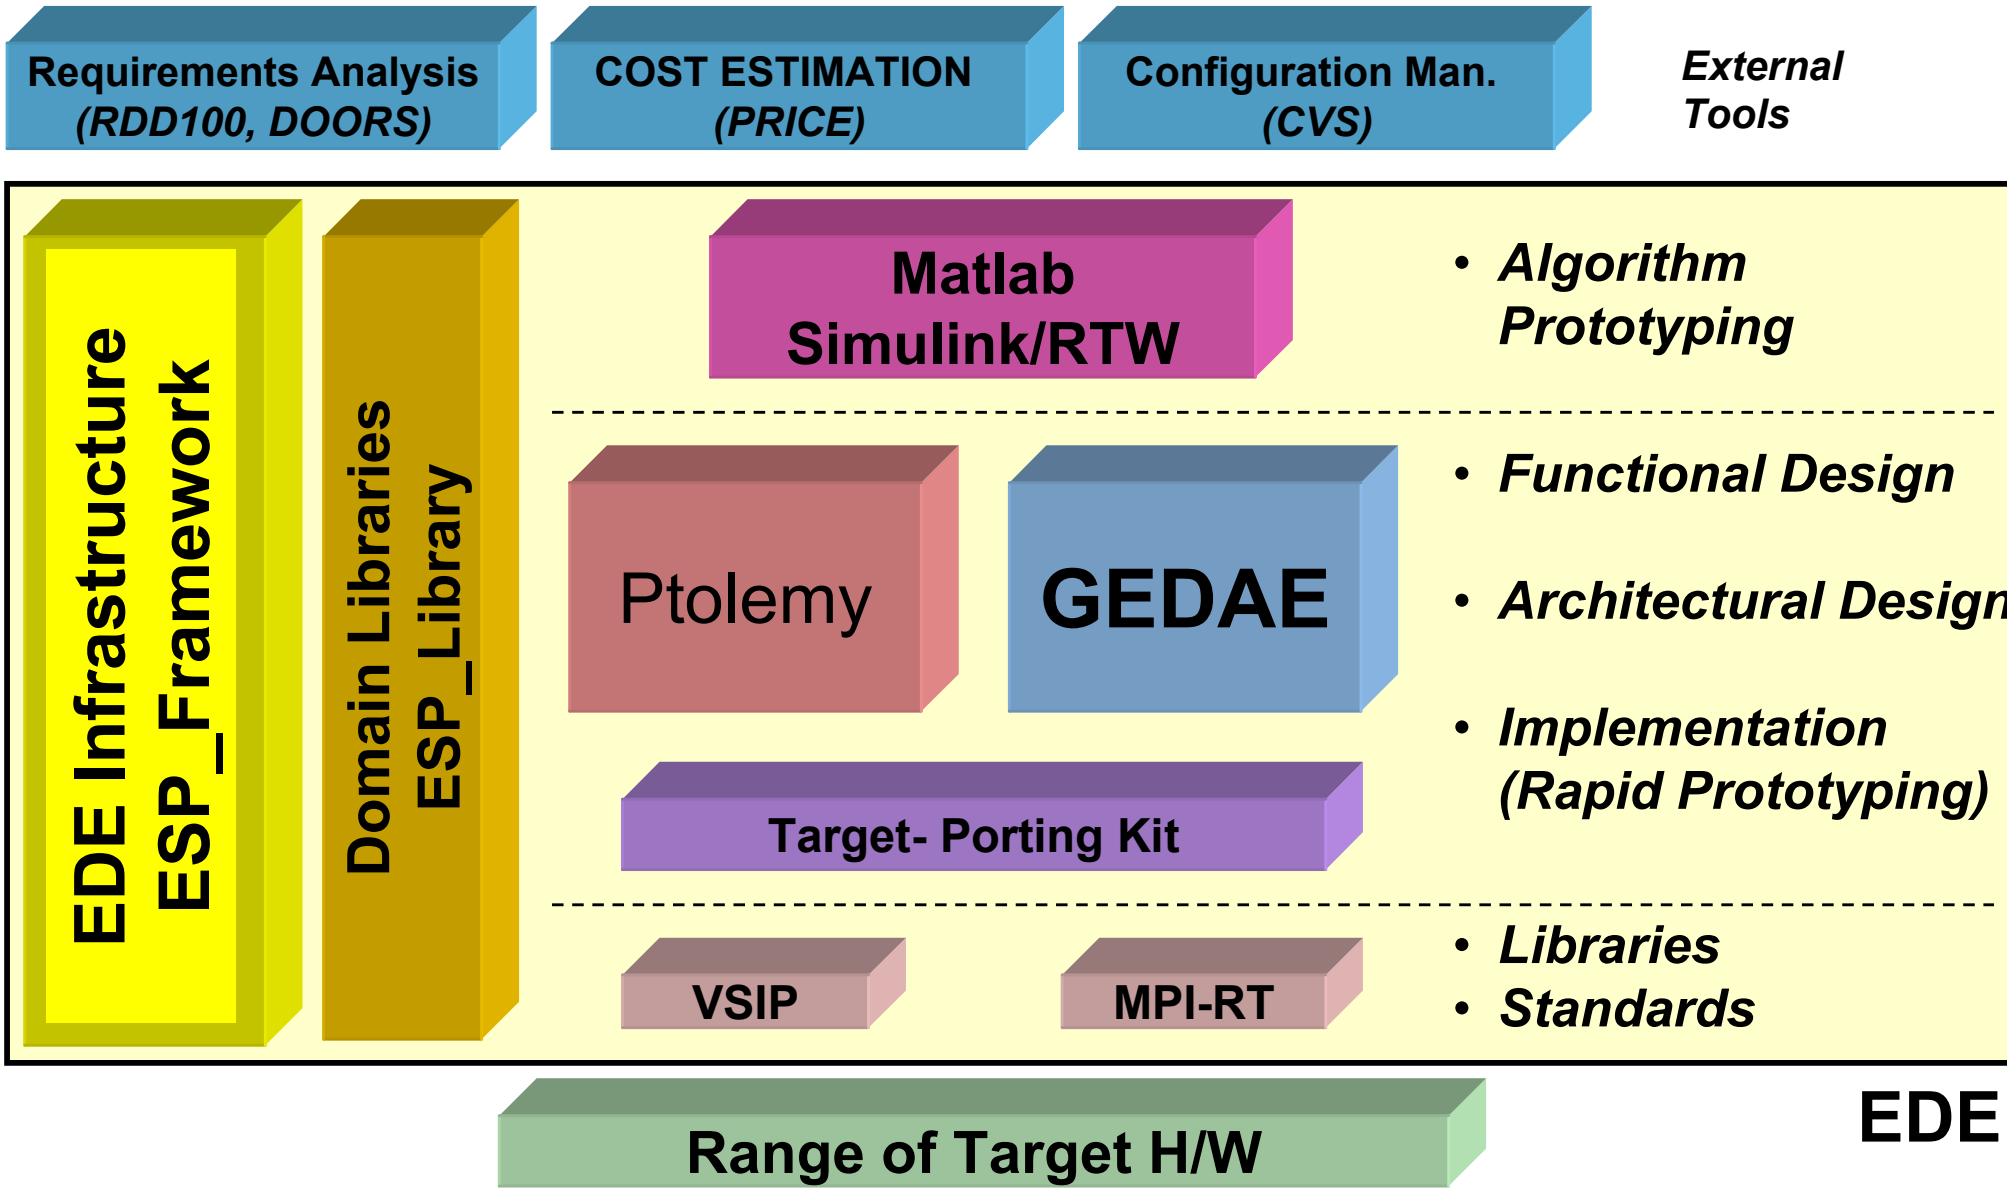 Requirements Analysis
(RDD100, DOORS)
COST ESTIMATION
(PRICE)
Configuration Man.
(CVS)
External
Tools
EDE Infrastructure
ESP_Framework
Domain Libraries
ESP_Library
Matlab
Simulink/RTW
• Algorithm
Prototyping
Ptolemy
GEDAE
• Functional Design
• Architectural Design
• Implementation
(Rapid Prototyping)
Target- Porting Kit
VSIP
MPI-RT
• Libraries
• Standards
EDE
Range of Target H/W